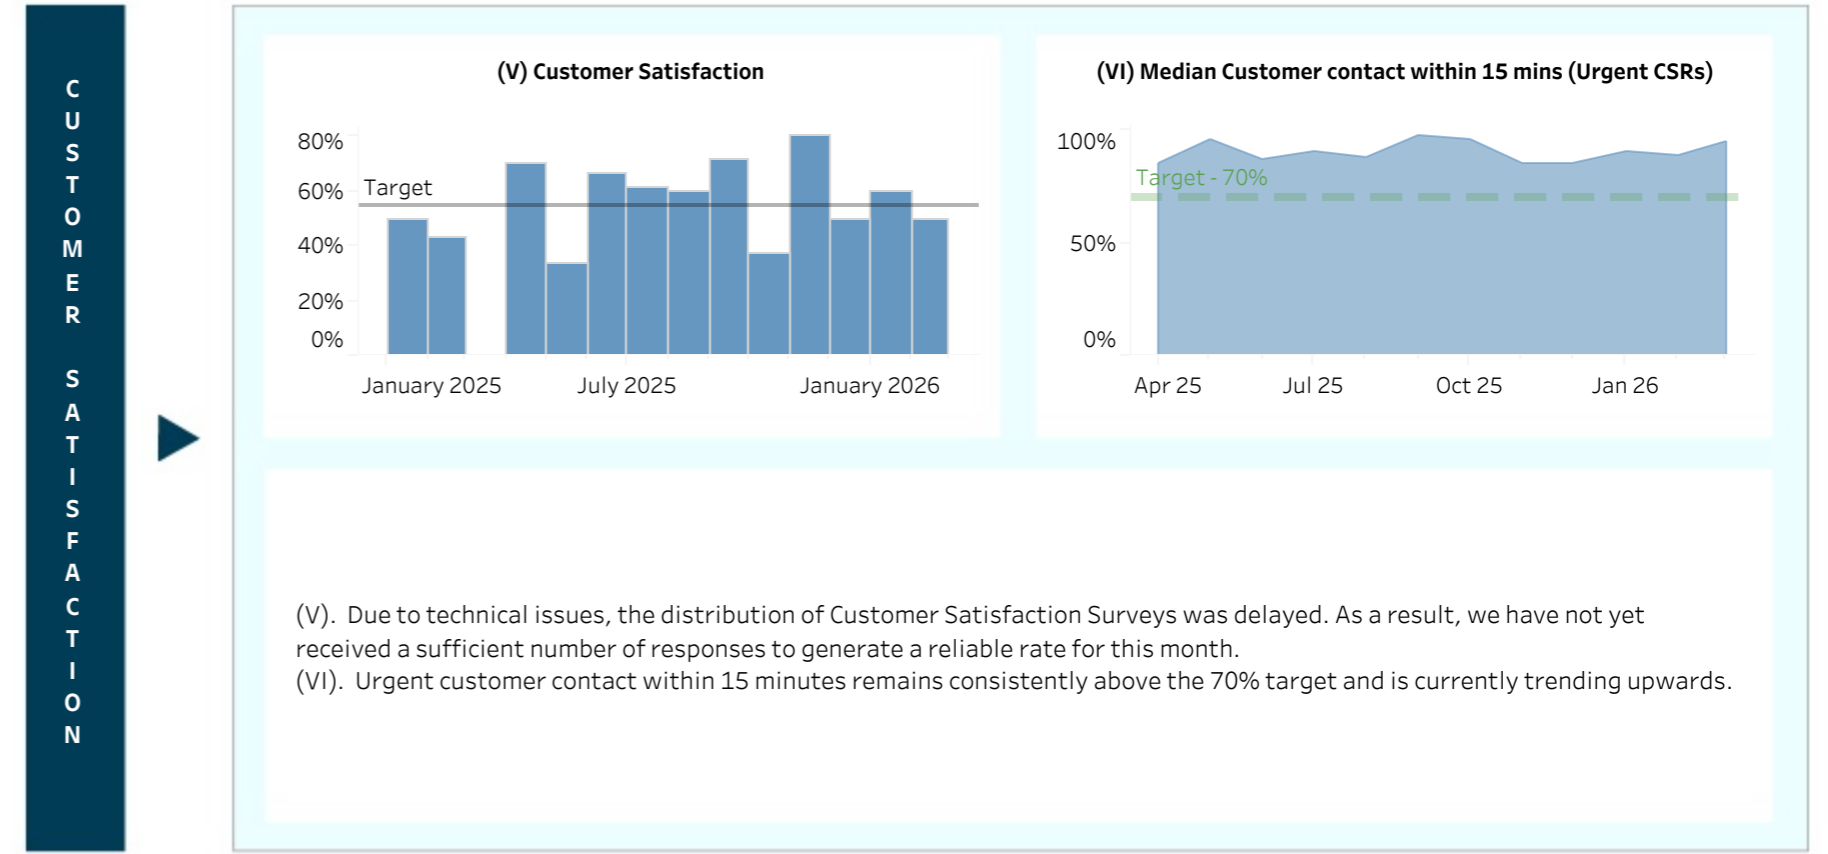 CUSTOMER SATISFACTION
(V) Customer Satisfaction
80%
60%
40%
20%
0%
Target
January 2025
July 2025
January 2026
(VI) Median Customer contact within 15 mins (Urgent CSRs)
100%
50%
0%
Target - 70%
Apr 25
Jul 25
Oct 25
Jan 26
(V). Due to technical issues, the distribution of Customer Satisfaction Surveys was delayed. As a result, we have not yet
received a sufficient number of responses to generate a reliable rate for this month.
(VI). Urgent customer contact within 15 minutes remains consistently above the 70% target and is currently trending upwards.